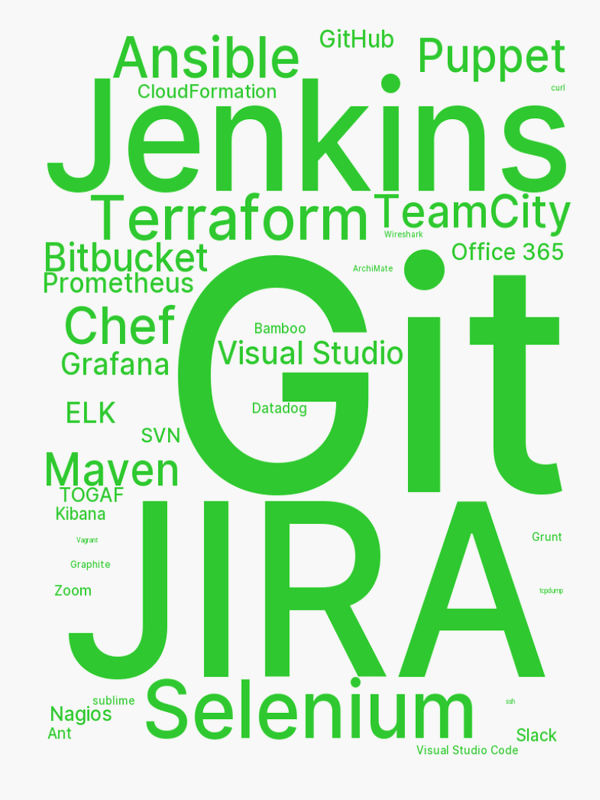 GitHub
Ansible
Puppet
CloudFormation
curl
Jenkins
Terraform
TeamCity
Wireshark
Bitbucket
Office 365
ArchiMate
Prometheus
Git
Chef
Bamboo
Visual Studio
Grafana
Datadog
ELK
SVN
Maven
TOGAF
Kibana
JIRA
Grunt
Vagrant
Graphite
Zoom
tcpdump
Selenium
sublime
ssh
Nagios
Ant
Slack
Visual Studio Code